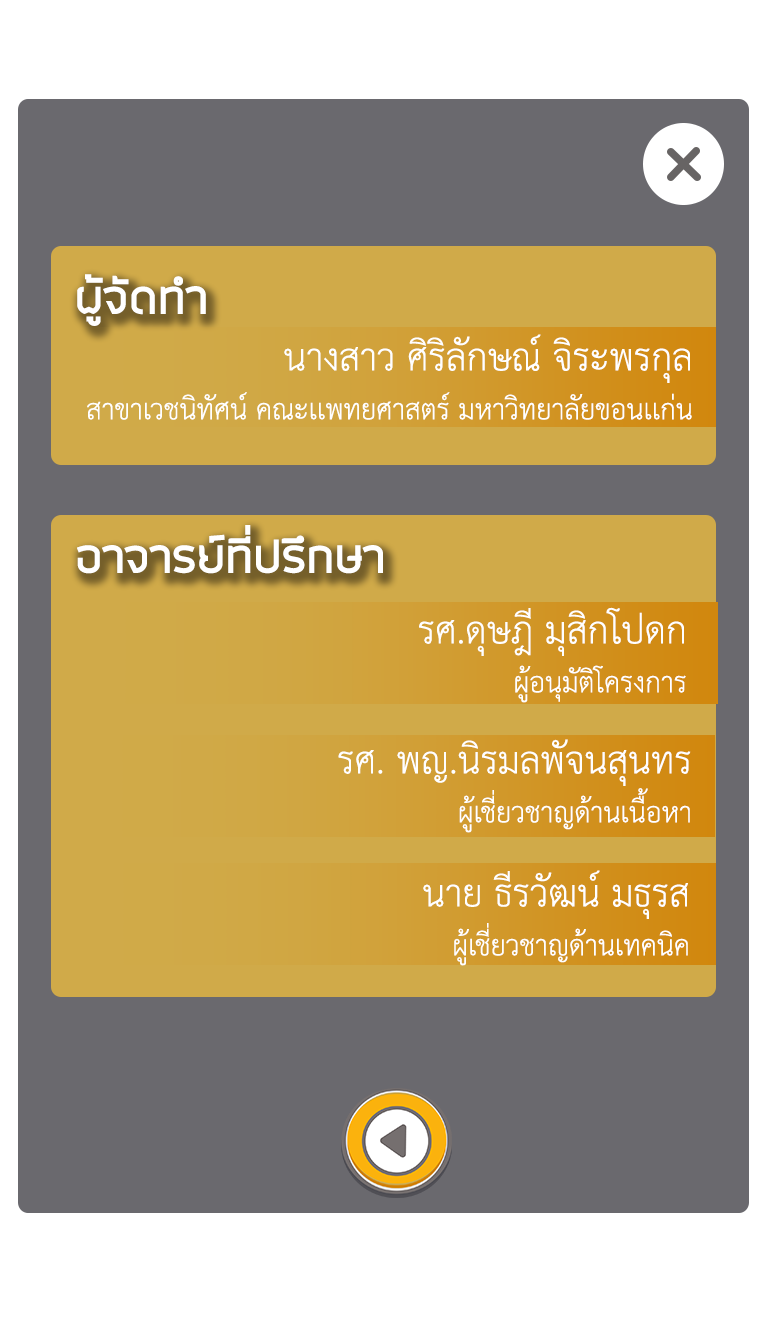 ผู้จัดทำ
นางสาว ศิริลักษณ์ จิระพรกุล
สาขาเวชนิทัศน์ คณะแพทยศาสตร์ มหาวิทยาลัยขอนแก่น
อาจารย์ที่ปรึกษา
รศ.ดุษฎี มุสิกโปดก
ผู้อนุมัติโครงการ
รศ. พญ.นิรมลพัจนสุนทร
ผู้เชี่ยวชาญด้านเนื้อหา
นาย ธีรวัฒน์ มธุรส
ผู้เชี่ยวชาญด้านเทคนิค